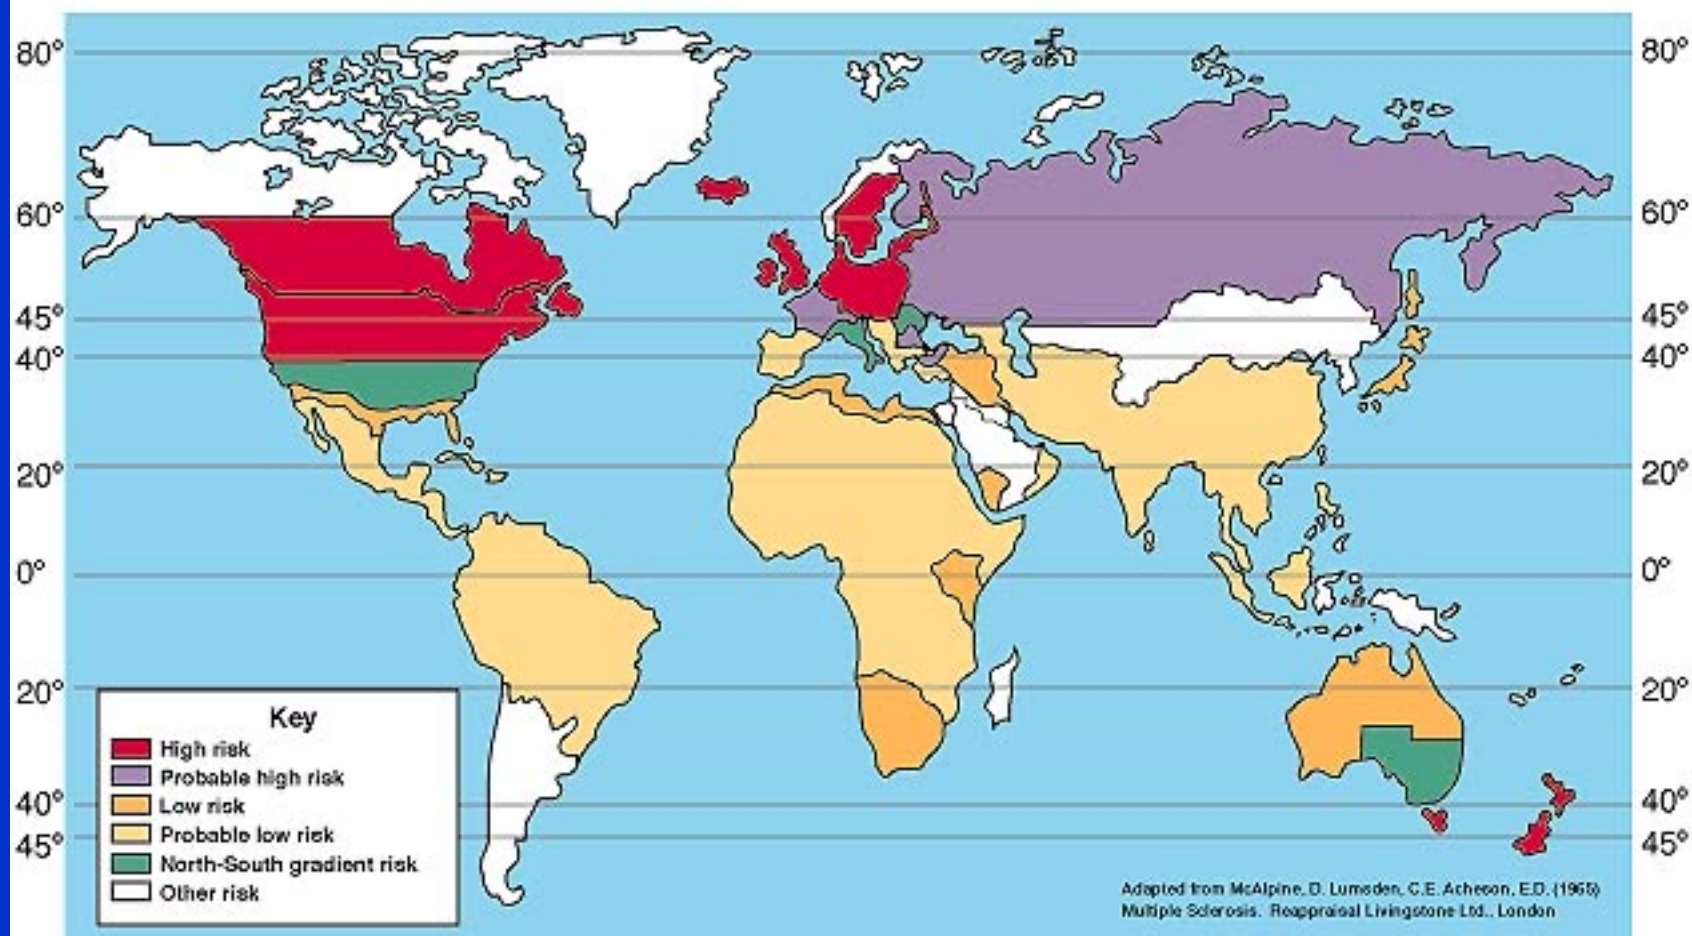 80°
80°
60°
60°
45°
45°
40°
40°
20°
20°
0°
0°
20°
20°
40°
40°
45°
45°
Key
High risk
Probable high risk
Low risk
Probable low risk
North-South gradient risk
Other risk
Adapted from McAlpine, D. Lumsden, C.E. Acheson, E.D. (1965)
Multiple Sclerosis. Reappraisal Livingstone Ltd., London